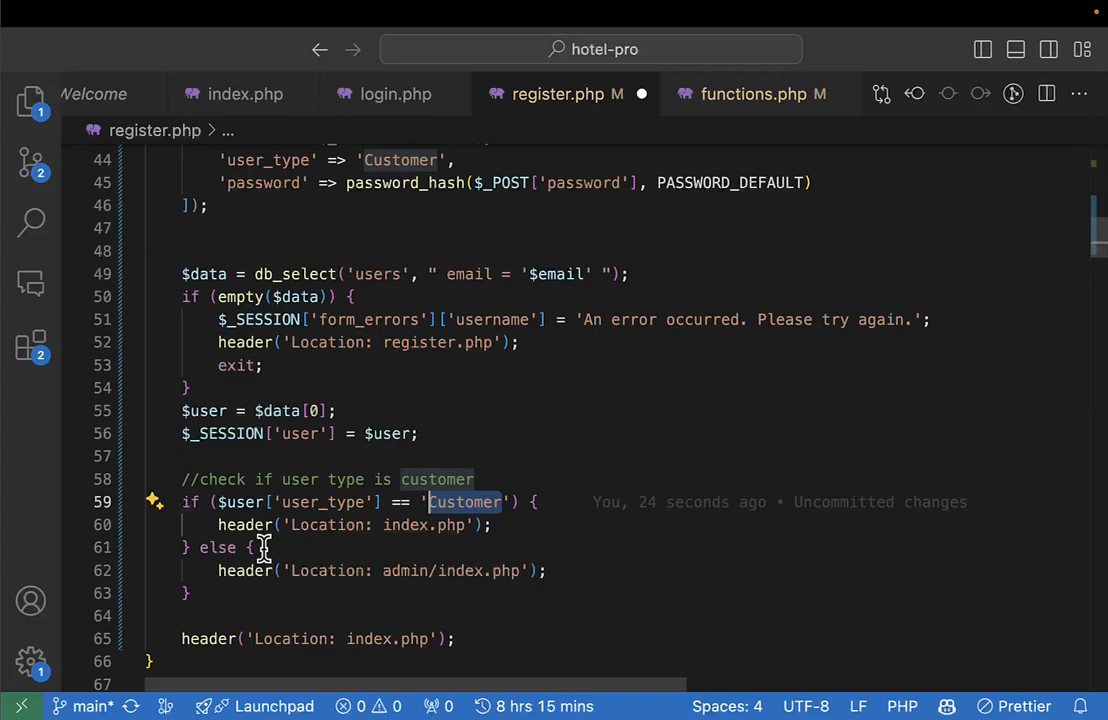 hotel-pro
Welcome index.php login.php register.php M functions.php M
register.php > ...
44 'user_type' => 'Customer',
45 'password' => password_hash($_POST['password'], PASSWORD_DEFAULT)
46 ]);
47
48
49 $data = db_select('users', " email = '$email' ");
50 if (empty($data)) {
51 $_SESSION['form_errors']['username'] = 'An error occurred. Please try again.';
52 header('Location: register.php');
53 exit;
54 }
55 $user = $data[0];
56 $_SESSION['user'] = $user;
57
58 //check if user type is customer
59 if ($user['user_type'] == 'Customer') { You, 24 seconds ago • Uncommitted changes
60 header('Location: index.php');
61 } else {
62 header('Location: admin/index.php');
63 }
64
65 header('Location: index.php');
66 }
67
1
2
2
1
main* Launchpad 0 0 0 8 hrs 15 mins Spaces: 4 UTF-8 LF PHP Prettier